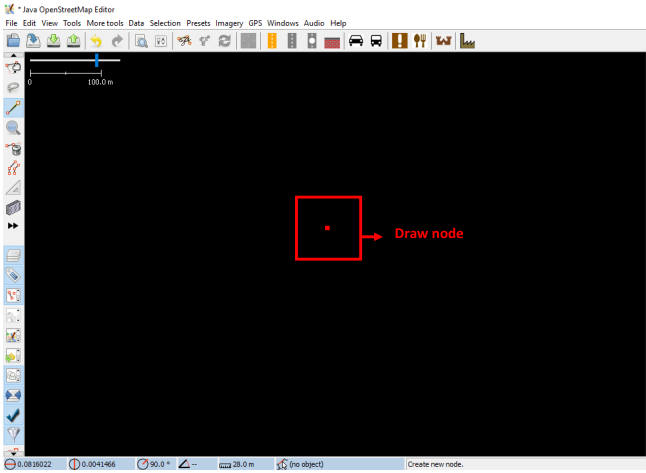 * Java OpenStreetMap Editor
File Edit View Tools More tools Data Selection Presets Imagery GPS Windows Audio Help
0 100.0 m
Draw node
0.0816022 0.0041466 90.0 ° -- 28.0 m (no object) Create new node.